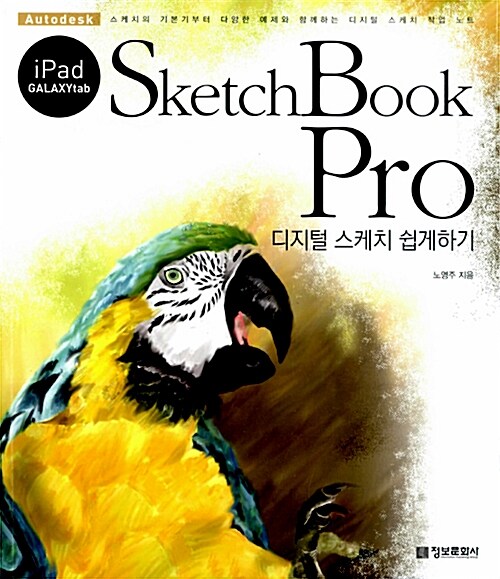 Autodesk 스케치의 기본기부터 다양한 예제와 함께하는 디지털 스케치 작업 노트
iPad
GALAXYtab
SketchBook
Pro
디지털 스케치 쉽게하기
노영주 지음
정보문화사